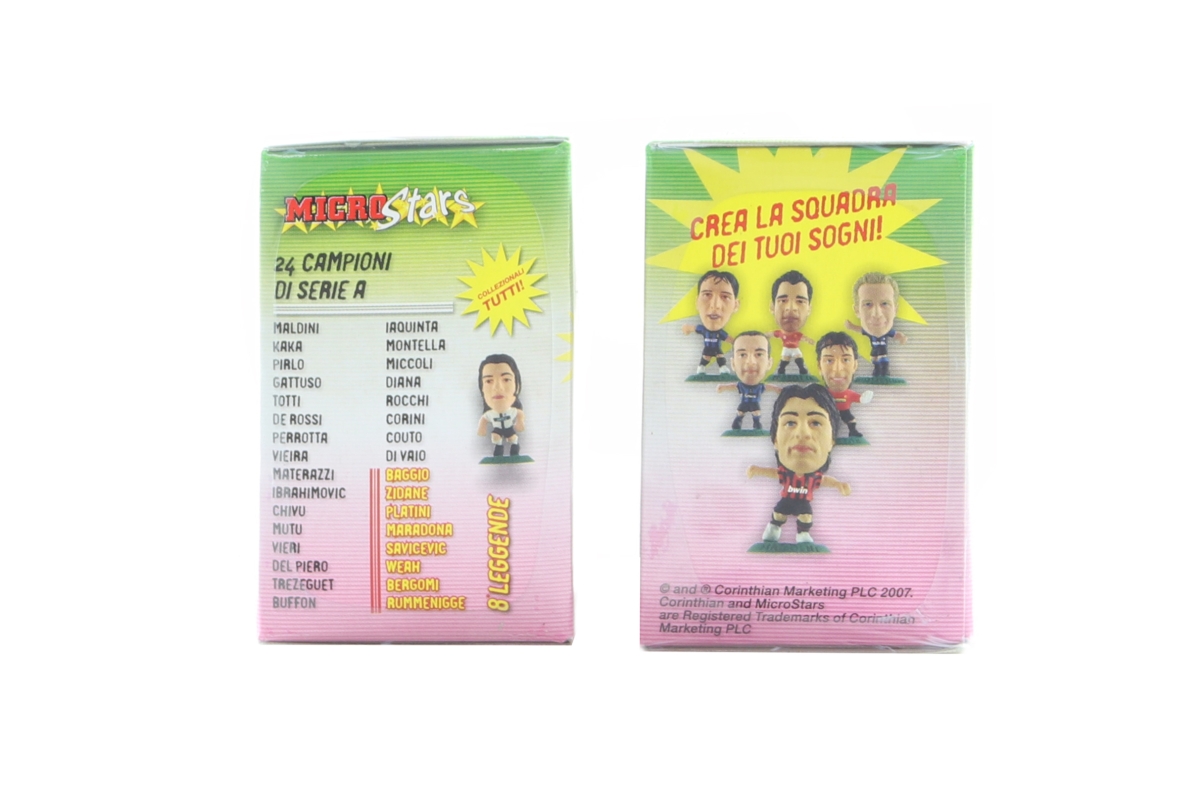 MICROStars
24 CAMPIONI
DI SERIE A
COLLEZIONALI
TUTTI!
MALDINI
KAKA
PIRLO
GATTUSO
TOTTI
DE ROSSI
PERROTTA
VIEIRA
MATERAZZI
IBRAHIMOVIC
CHIVU
MUTU
VIERI
DEL PIERO
TREZEGUET
BUFFON
IAQUINTA
MONTELLA
MICCOLI
DIANA
ROCCHI
CORINI
COUTO
DI VAIO
BAGGIO
ZIDANE
PLATINI
MARADONA
SAVICEVIC
WEAH
BERGOMI
RUMMENIGGE
8 LEGGENDE
CREA LA SQUADRA
DEI TUOI SOGNI!
bwin
© and ® Corinthian Marketing PLC 2007.
Corinthian and MicroStars
are Registered Trademarks of Corinthian
Marketing PLC